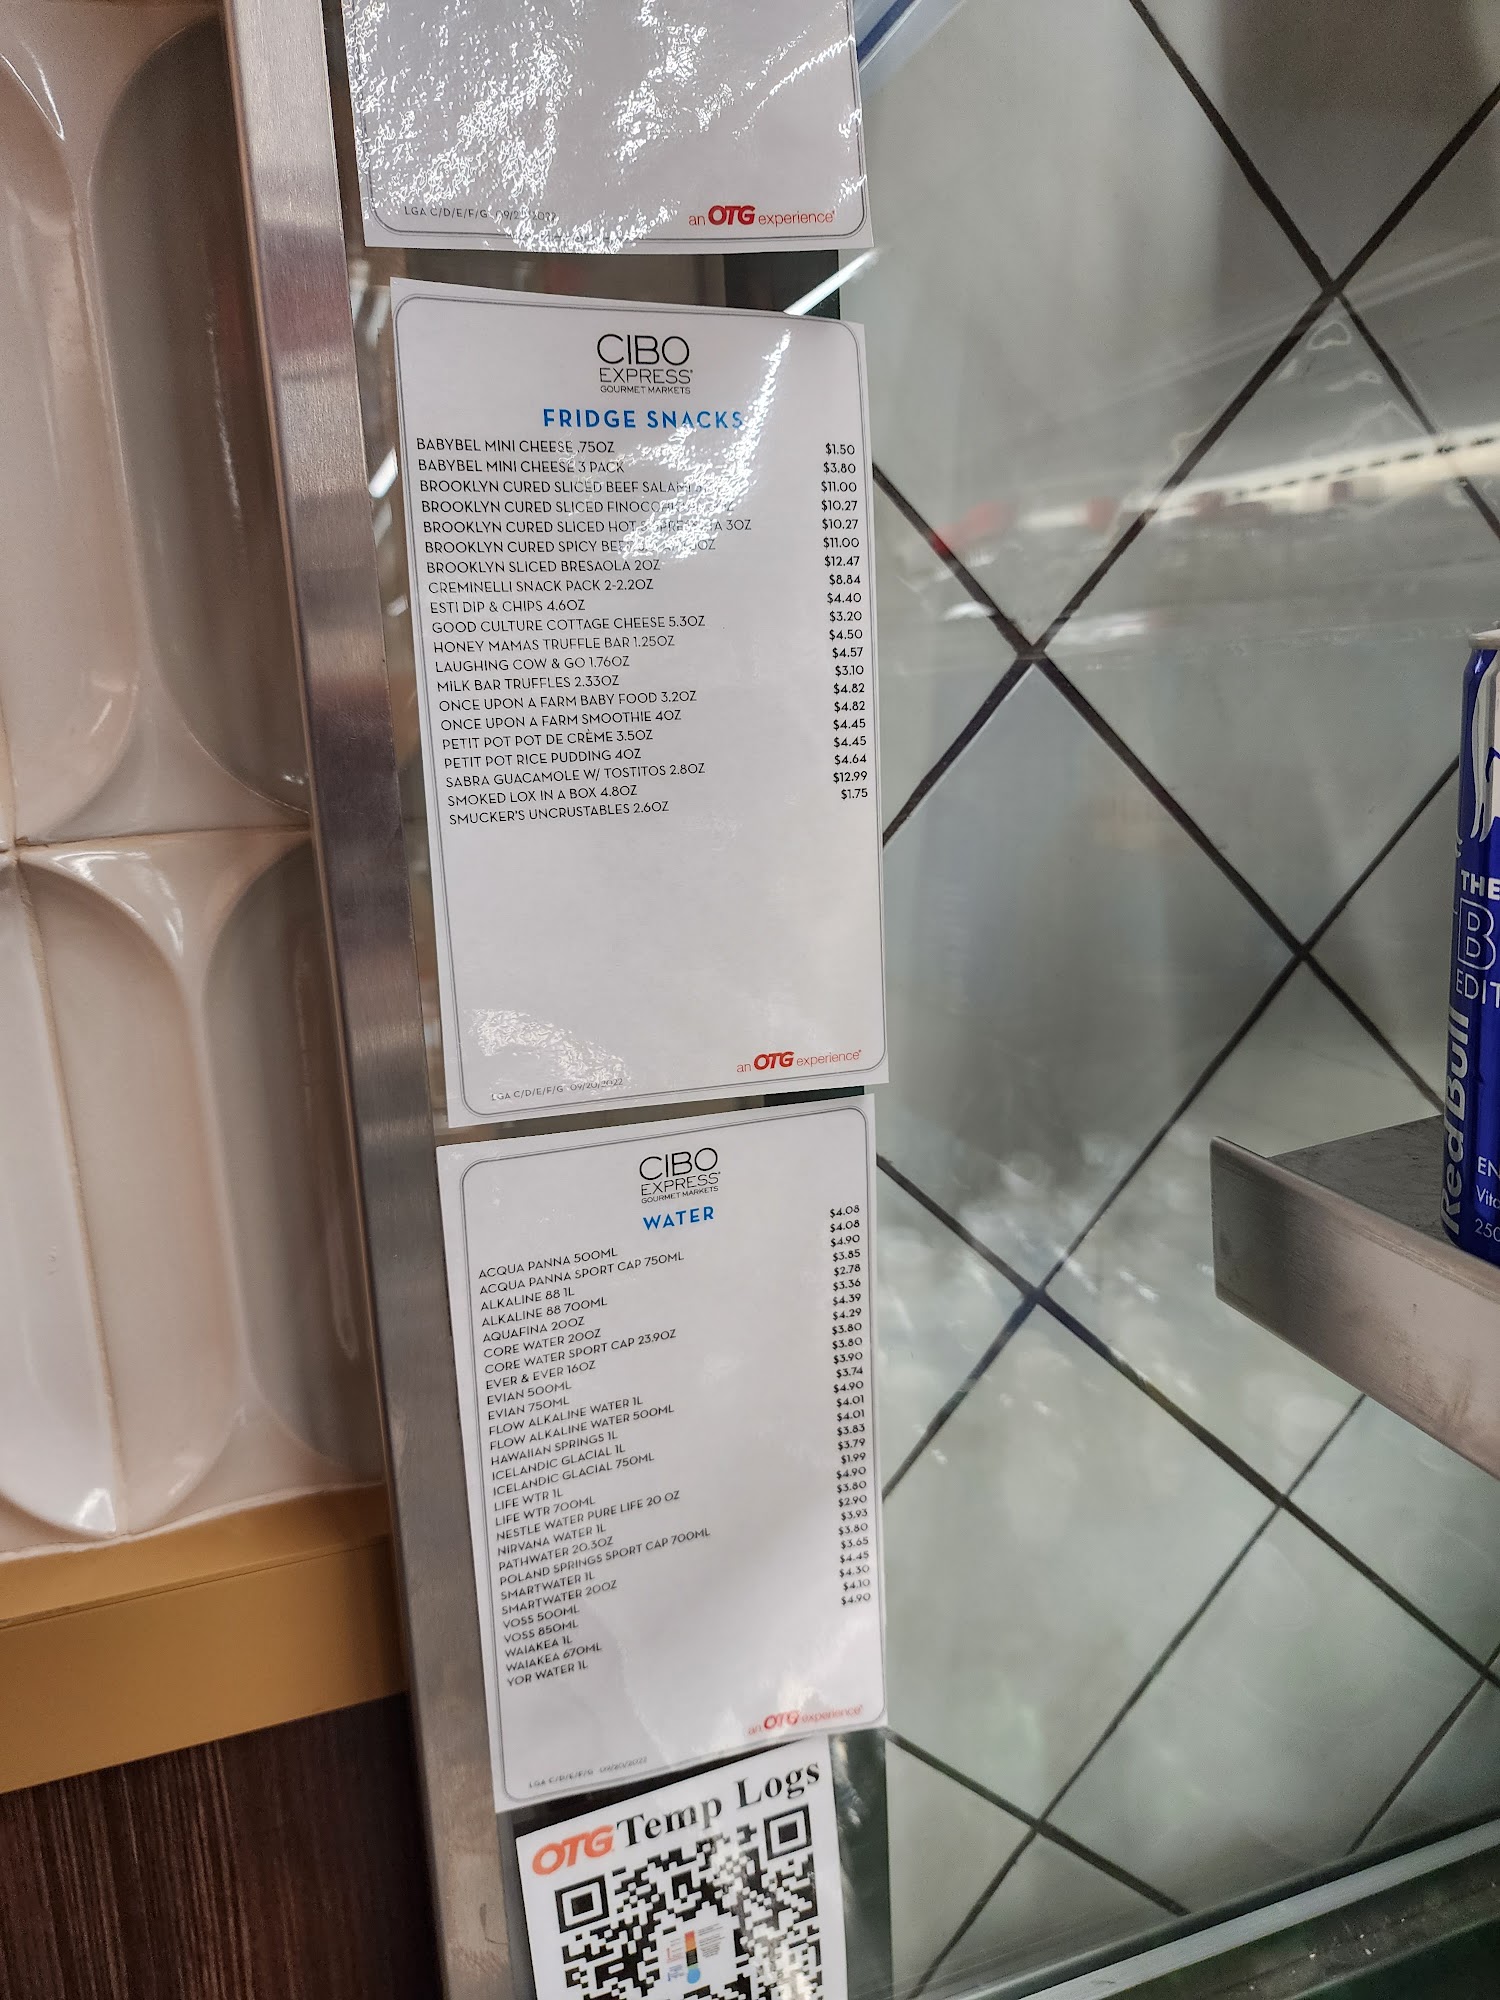 LGA C/D/E/F/G
an OTG experience
CIBO
EXPRESS
GOURMET MARKETS
FRIDGE SNACKS
BABYBEL MINI CHEESE .75OZ $1.50
BABYBEL MINI CHEESE 3 PACK $3.80
BROOKLYN CURED SLICED BEEF $11.00
BROOKLYN CURED SLICED $10.27
BROOKLYN CURED SLICED HOT 3OZ $10.27
BROOKLYN CURED SPICY BEEF $11.00
BROOKLYN SLICED BRESAOLA 2OZ $12.47
CREMINELLI SNACK PACK 2-2.2OZ $8.84
ESTI DIP & CHIPS 4.6OZ $4.40
GOOD CULTURE COTTAGE CHEESE 5.3OZ $3.20
HONEY MAMAS TRUFFLE BAR 1.25OZ $4.50
LAUGHING COW & GO 1.76OZ $4.57
MILK BAR TRUFFLES 2.33OZ $3.10
ONCE UPON A FARM BABY FOOD 3.2OZ $4.82
ONCE UPON A FARM SMOOTHIE 4OZ $4.82
PETIT POT POT DE CRÈME 3.5OZ $4.45
PETIT POT RICE PUDDING 4OZ $4.45
SABRA GUACAMOLE W/ TOSTITOS 2.8OZ $4.64
SMOKED LOX IN A BOX 4.8OZ $12.99
SMUCKER'S UNCRUSTABLES 2.6OZ $1.75
an OTG experience
LGA C/D/E/F/G 09/20/2022
CIBO
EXPRESS
GOURMET MARKETS
WATER
ACQUA PANNA 500ML $4.08
ACQUA PANNA SPORT CAP 750ML $4.08
ALKALINE 88 1L $4.90
ALKALINE 88 700ML $3.85
AQUAFINA 20OZ $2.78
CORE WATER 20OZ $3.36
CORE WATER SPORT CAP 23.9OZ $4.39
EVER & EVER 16OZ $4.29
EVIAN 500ML $3.80
EVIAN 750ML $3.80
FLOW ALKALINE WATER 1L $3.90
FLOW ALKALINE WATER 500ML $3.74
HAWAIIAN SPRINGS 1L $4.90
ICELANDIC GLACIAL 1L $4.01
ICELANDIC GLACIAL 750ML $4.01
LIFE WTR 1L $3.83
LIFE WTR 700ML $3.79
NESTLE WATER PURE LIFE 20 OZ $1.99
NIRVANA WATER 1L $4.90
PATHWATER 20.3OZ $3.80
POLAND SPRINGS SPORT CAP 700ML $2.90
SMARTWATER 1L $3.93
SMARTWATER 20OZ $3.80
VOSS 500ML $3.65
VOSS 850ML $4.45
WAIAKEA 1L $4.30
WAIAKEA 670ML $4.10
YOR WATER 1L $4.90
an OTG experience
LGA C/D/E/F/G 09/20/2022
OTG Temp Logs
THE
B
EDIT
Red Bull
EN
Vita
250